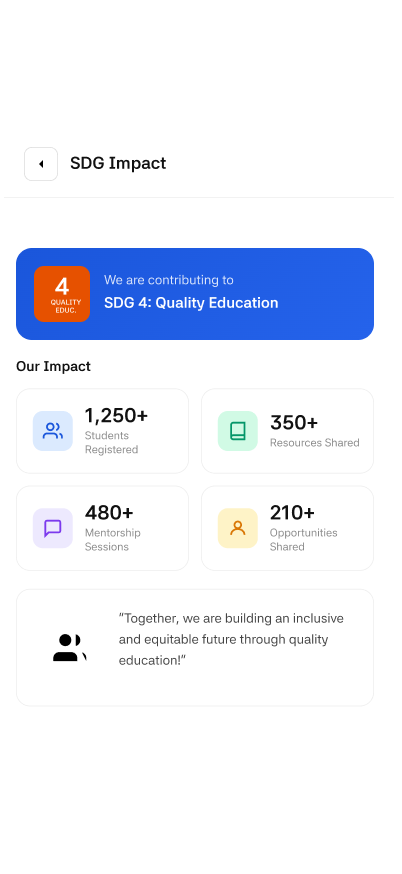 SDG Impact
4
QUALITY
EDUC.
We are contributing to
SDG 4: Quality Education
Our Impact
1,250+
Students
Registered
350+
Resources Shared
480+
Mentorship
Sessions
210+
Opportunities
Shared
“Together, we are building an inclusive
and equitable future through quality
education!”